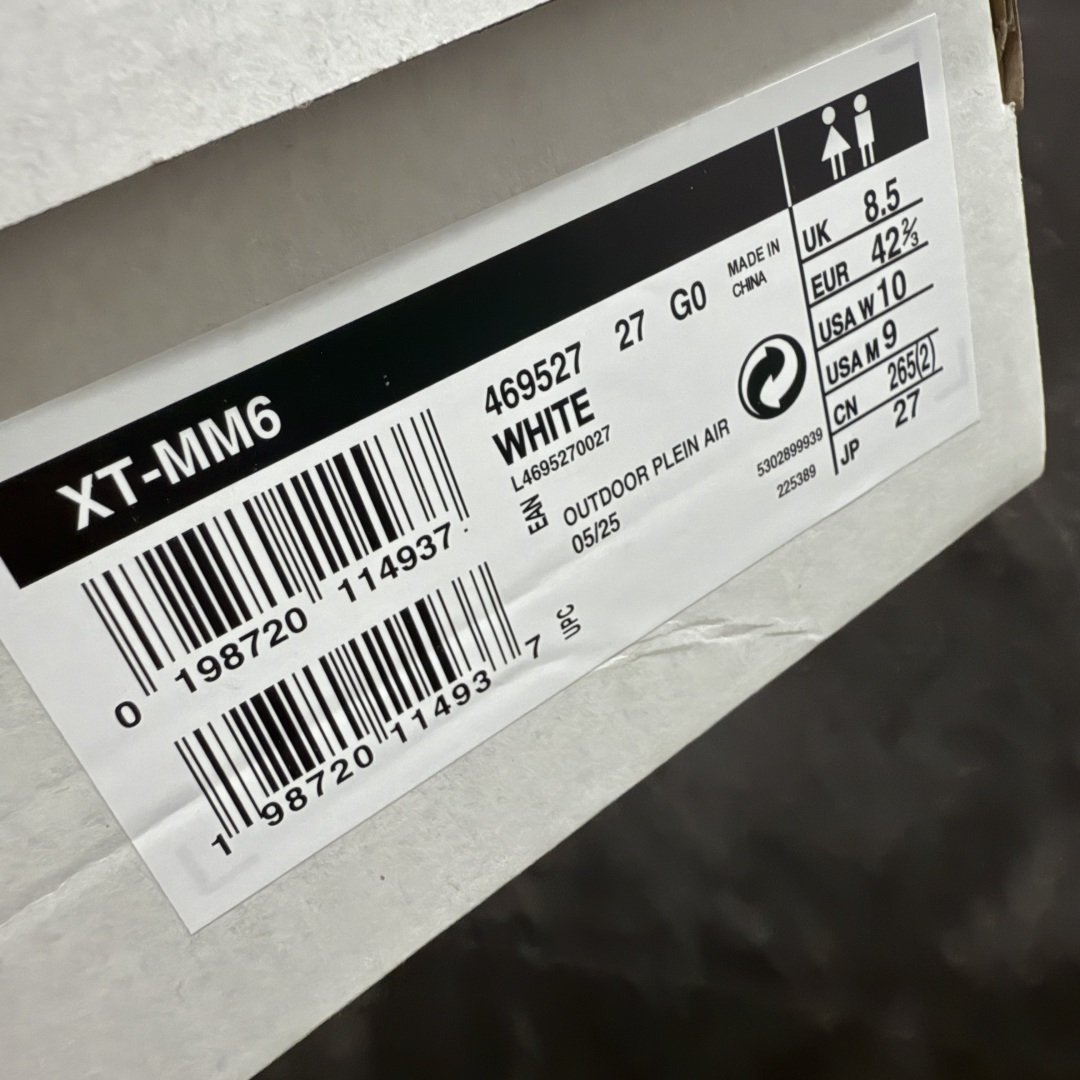 XT-MM6
469527 27 G0
WHITE
L4695270027
MADE IN
CHINA
EAN
OUTDOOR PLEIN AIR
05/25
5302899939
225389
0 198720 114937
UPC
1 98720 11493 7
UK 8.5
EUR 42⅔
USA W 10
USA M 9
CN 265(2)
JP 27